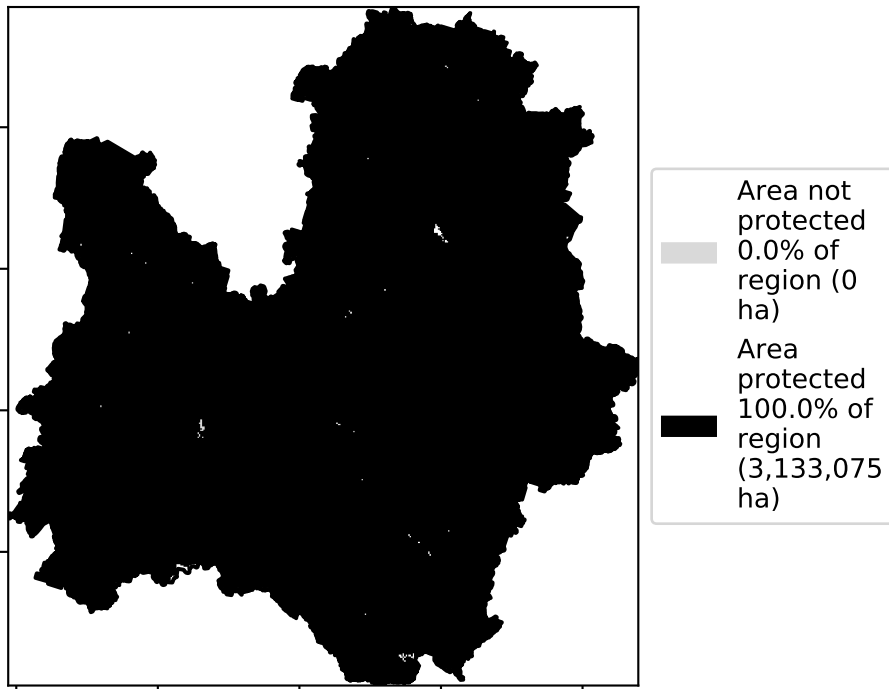 Area not
protected
0.0% of
region (0
ha)
Area
protected
100.0% of
region
(3,133,075
ha)